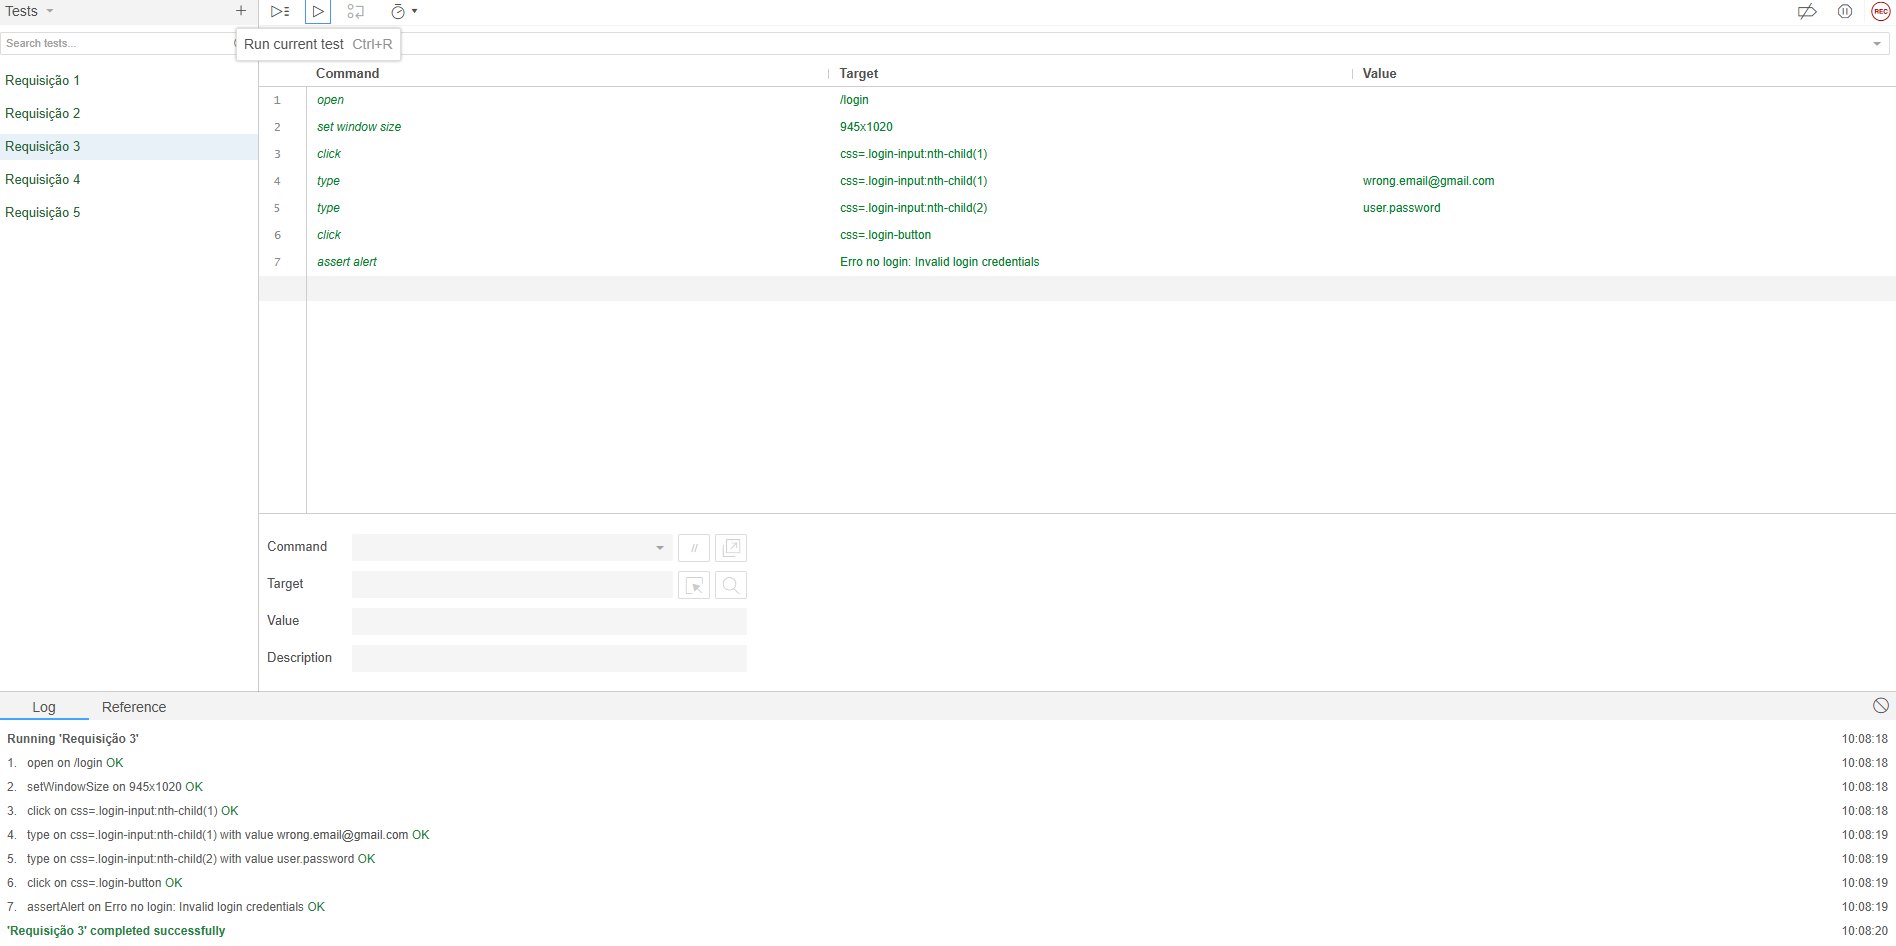 Tests
Search tests...
Run current test Ctrl+R
REC
Requisição 1
Requisição 2
Requisição 3
Requisição 4
Requisição 5
Command Target Value
1 open /login
2 set window size 945x1020
3 click css=.login-input:nth-child(1)
4 type css=.login-input:nth-child(1) wrong.email@gmail.com
5 type css=.login-input:nth-child(2) user.password
6 click css=.login-button
7 assert alert Erro no login: Invalid login credentials
Command //
Target
Value
Description
Log Reference
Running 'Requisição 3' 10:08:18
1. open on /login OK 10:08:18
2. setWindowSize on 945x1020 OK 10:08:18
3. click on css=.login-input:nth-child(1) OK 10:08:18
4. type on css=.login-input:nth-child(1) with value wrong.email@gmail.com OK 10:08:19
5. type on css=.login-input:nth-child(2) with value user.password OK 10:08:19
6. click on css=.login-button OK 10:08:19
7. assertAlert on Erro no login: Invalid login credentials OK 10:08:19
'Requisição 3' completed successfully 10:08:20